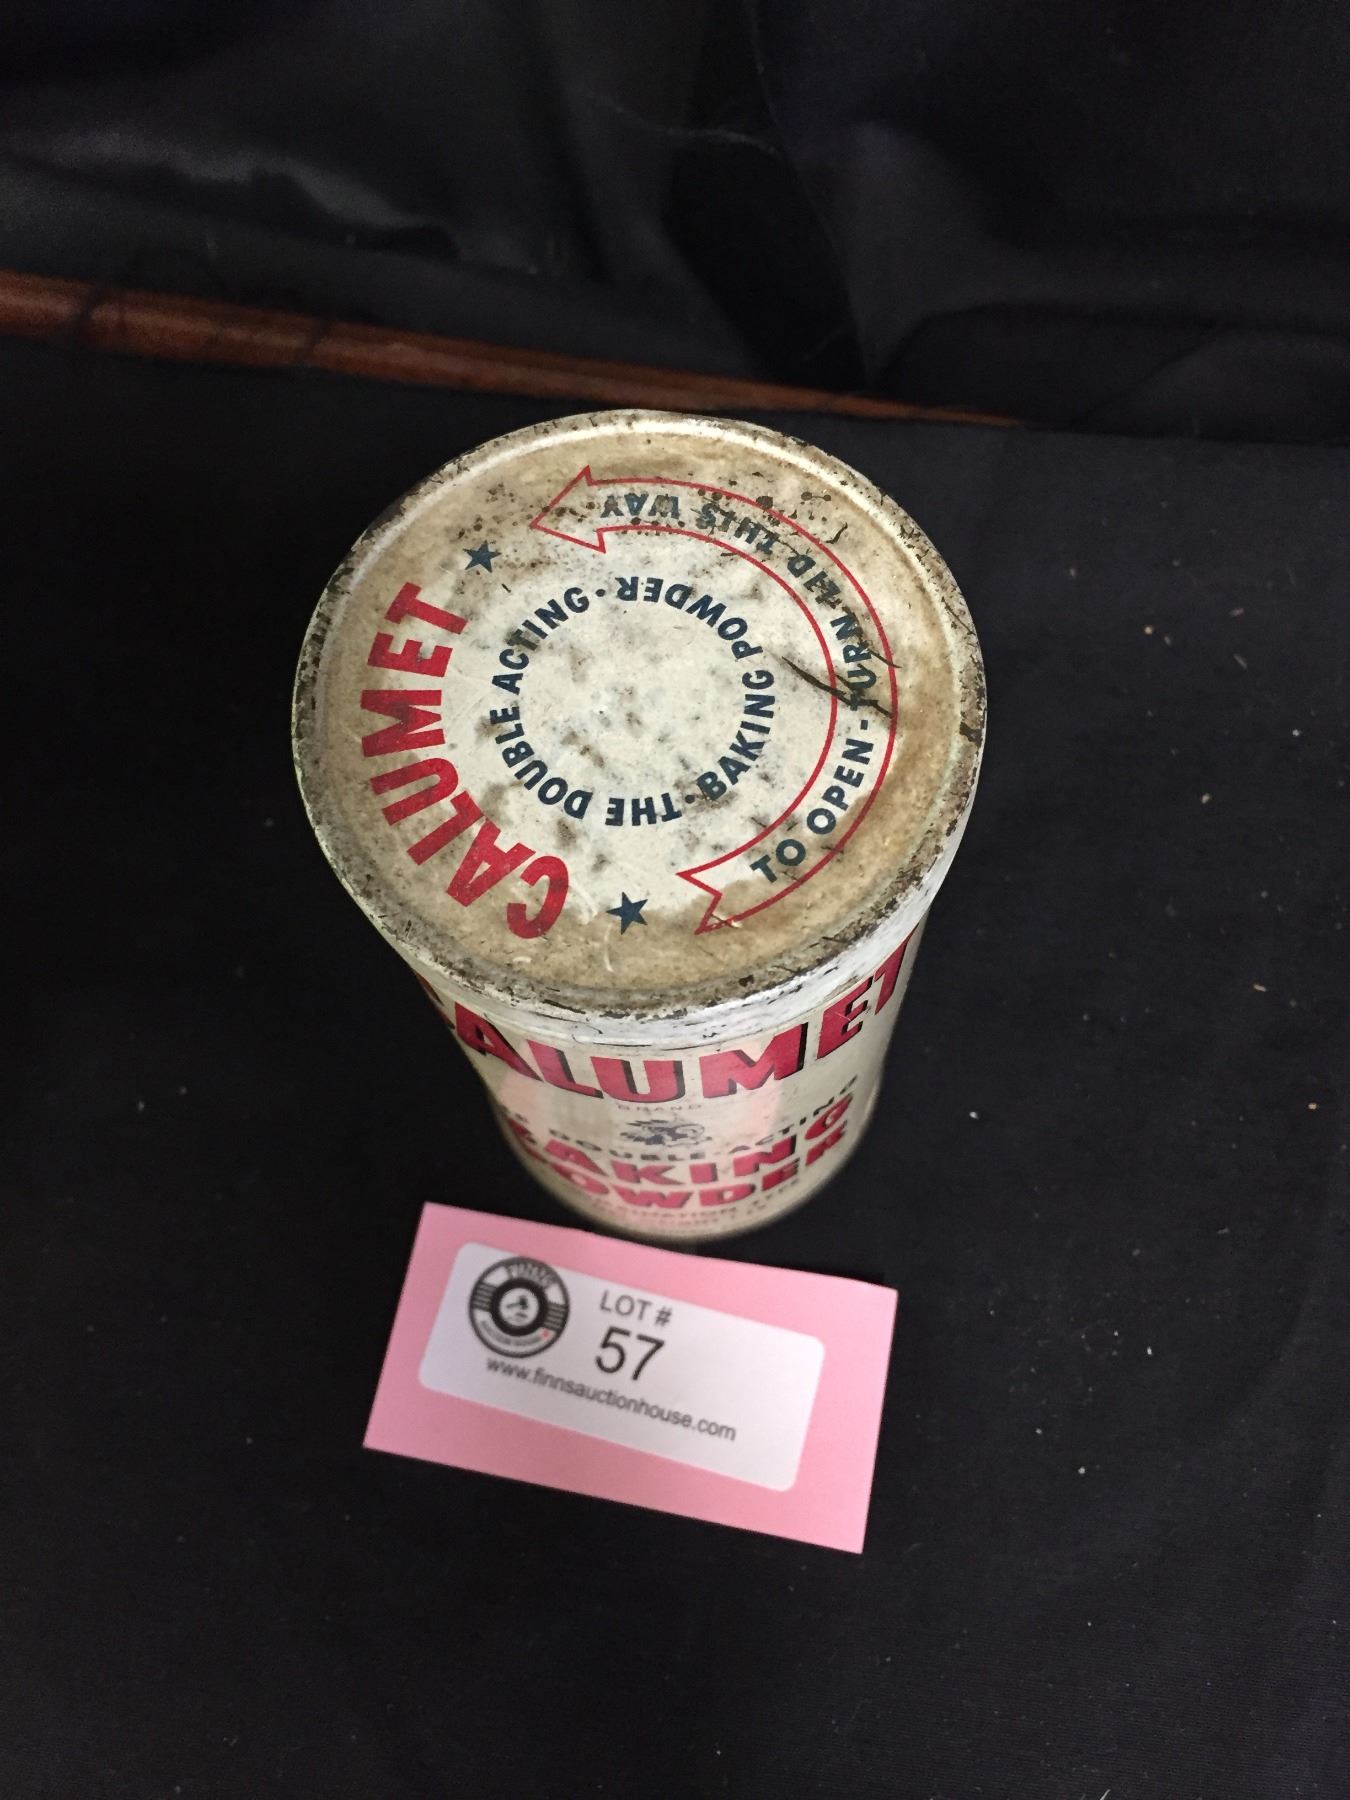 CALUMET
TO OPEN - TURN LID THIS WAY
THE DOUBLE ACTING · BAKING POWDER ·
CALUMET
BRAND
DOUBLE-ACTING
BAKING
POWDER
LOT #
57
www.finnsauctionhouse.com